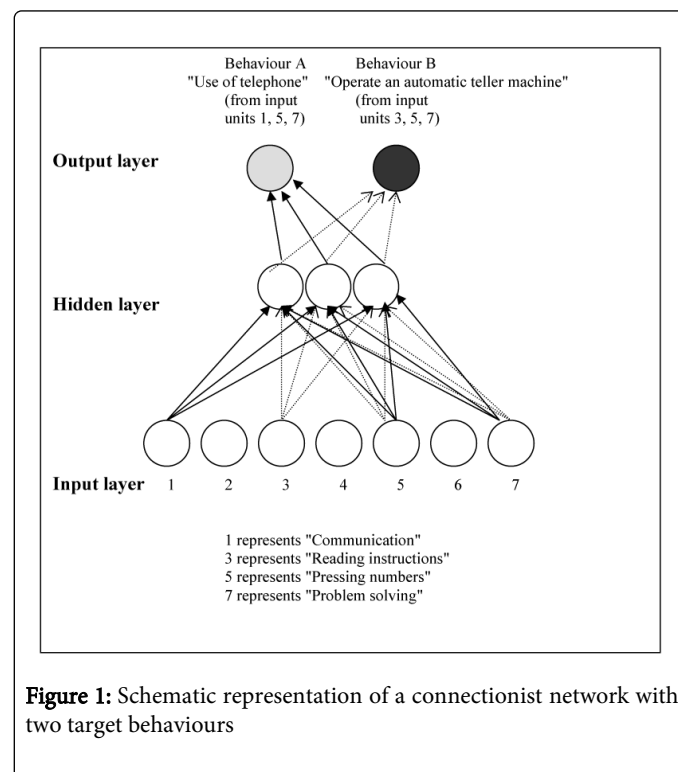 Behaviour A Behaviour B
"Use of telephone" "Operate an automatic teller machine"
(from input (from input
units 1, 5, 7) units 3, 5, 7)
Output layer
Hidden layer
Input layer
1 2 3 4 5 6 7
1 represents "Communication"
3 represents "Reading instructions"
5 represents "Pressing numbers"
7 represents "Problem solving"
Figure 1: Schematic representation of a connectionist network with
two target behaviours